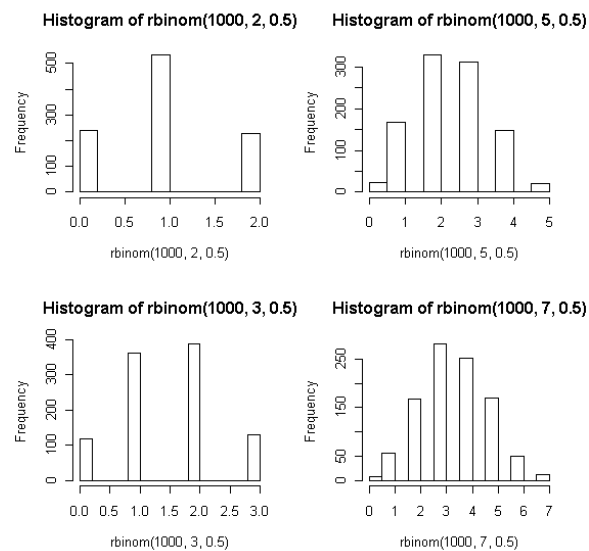 Histogram of rbinom(1000, 2, 0.5)
Frequency
100 300 500
0.0 0.5 1.0 1.5 2.0
rbinom(1000, 2, 0.5)
Histogram of rbinom(1000, 5, 0.5)
Frequency
0 100 200 300
0 1 2 3 4 5
rbinom(1000, 5, 0.5)
Histogram of rbinom(1000, 3, 0.5)
Frequency
0 100 200 300 400
0.0 0.5 1.0 1.5 2.0 2.5 3.0
rbinom(1000, 3, 0.5)
Histogram of rbinom(1000, 7, 0.5)
Frequency
0 50 150 250
0 1 2 3 4 5 6 7
rbinom(1000, 7, 0.5)